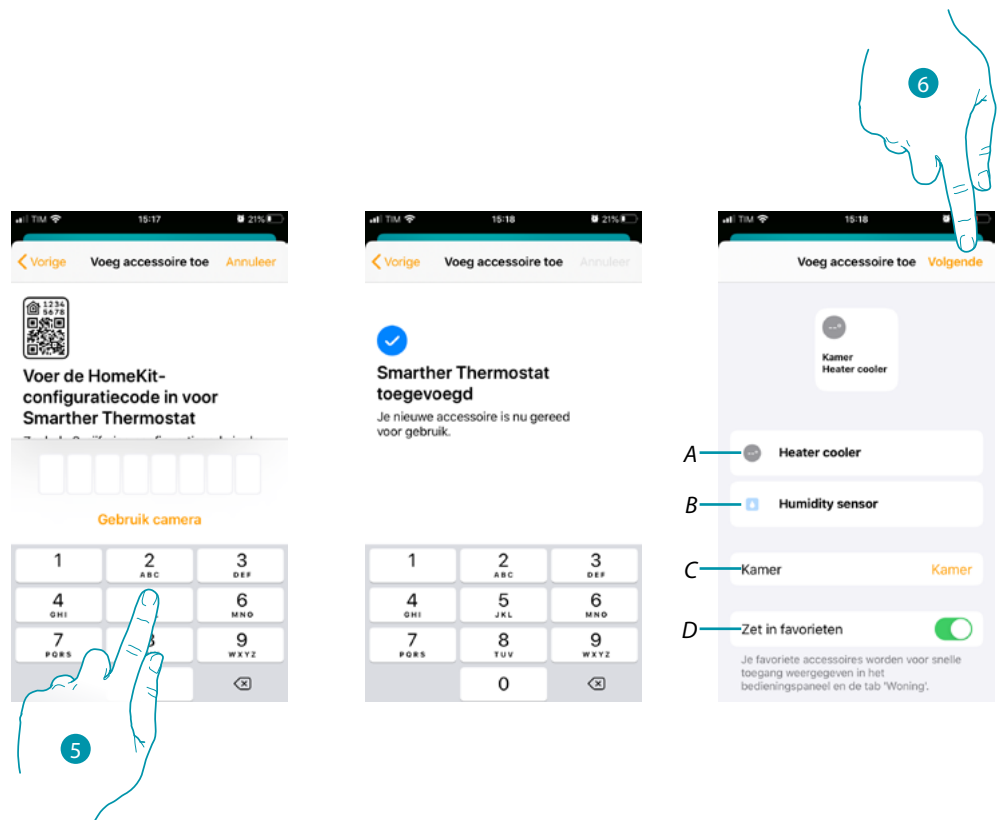 6
TIM 15:17 21%
Vorige Voeg accessoire toe Annuleer
1234
5678
Voer de HomeKit-
configuratiecode in voor
Smarther Thermostat
Gebruik camera
1
2
ABC
3
DEF
4
GHI
6
MNO
7
PQRS
8
9
WXYZ
5
TIM 15:18 21%
Vorige Voeg accessoire toe Annuleer
Smarther Thermostat
toegevoegd
Je nieuwe accessoire is nu gereed
voor gebruik.
1
2
ABC
3
DEF
4
GHI
5
JKL
6
MNO
7
PQRS
8
TUV
9
WXYZ
0
TIM 15:18
Voeg accessoire toe Volgende
Kamer
Heater cooler
A Heater cooler
B Humidity sensor
C Kamer Kamer
D Zet in favorieten
Je favoriete accessoires worden voor snelle
toegang weergegeven in het
bedieningspaneel en de tab 'Woning'.